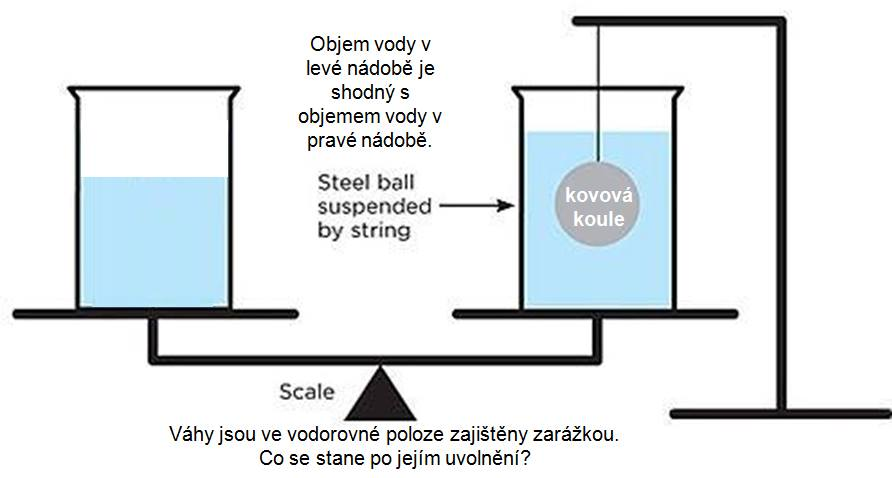 Objem vody v
levé nádobě je
shodný s
objemem vody v
pravé nádobě.
Steel ball
suspended
by string
kovová
koule
Scale
Váhy jsou ve vodorovné poloze zajištěny zarážkou.
Co se stane po jejím uvolnění?